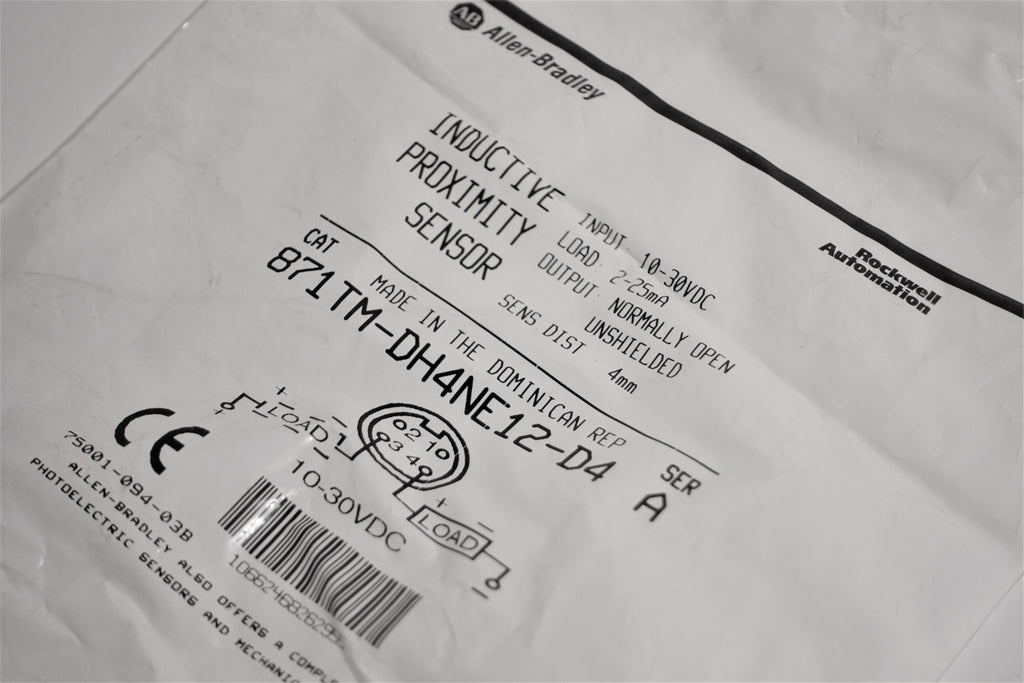 AB Allen-Bradley
Rockwell
Automation
INDUCTIVE
PROXIMITY
SENSOR
INPUT 10-30VDC
LOAD 2-25mA
OUTPUT NORMALLY OPEN
UNSHIELDED
SENS DIST 4mm
MADE IN THE DOMINICAN REP
CAT
871TM-DH4NE12-D4
SER
A
+ -
LOAD
2 1
3 4
10-30VDC
+ -
LOAD
CE
75001-094-03B
ALLEN-BRADLEY ALSO OFFERS A
PHOTOELECTRIC SENSORS AND